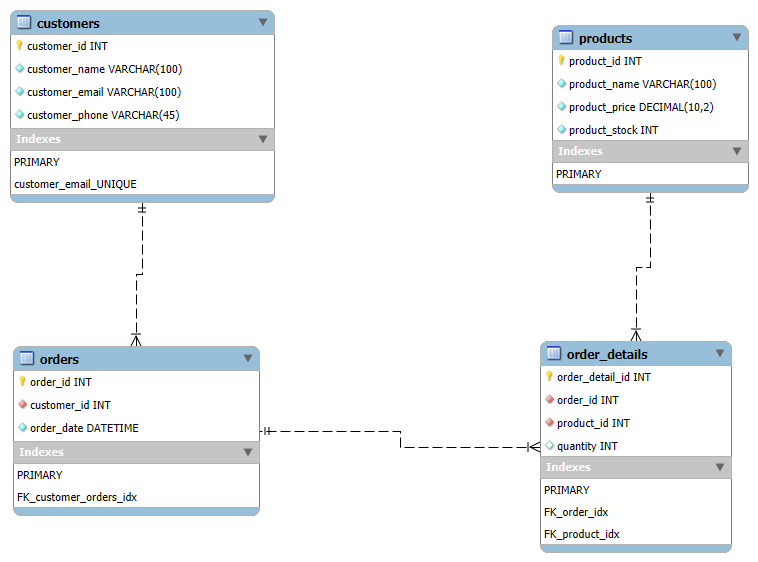 customers
customer_id INT
customer_name VARCHAR(100)
customer_email VARCHAR(100)
customer_phone VARCHAR(45)
Indexes
PRIMARY
customer_email_UNIQUE
products
product_id INT
product_name VARCHAR(100)
product_price DECIMAL(10,2)
product_stock INT
Indexes
PRIMARY
orders
order_id INT
customer_id INT
order_date DATETIME
Indexes
PRIMARY
FK_customer_orders_idx
order_details
order_detail_id INT
order_id INT
product_id INT
quantity INT
Indexes
PRIMARY
FK_order_idx
FK_product_idx